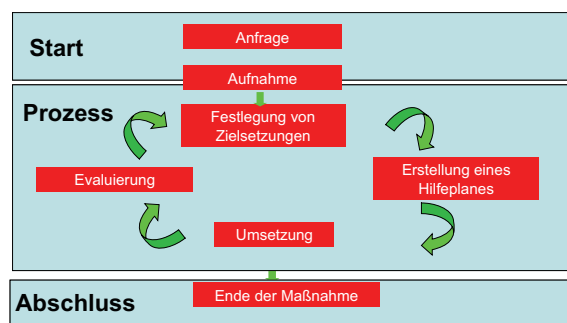 Start
Anfrage
Aufnahme
Prozess
Festlegung von
Zielsetzungen
Erstellung eines
Hilfeplanes
Umsetzung
Evaluierung
Abschluss
Ende der Maßnahme